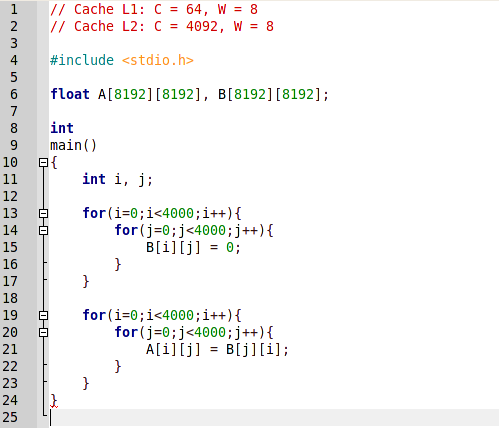 1 // Cache L1: C = 64, W = 8
2 // Cache L2: C = 4092, W = 8
3
4 #include <stdio.h>
5
6 float A[8192][8192], B[8192][8192];
7
8 int
9 main()
10 {
11     int i, j;
12
13     for(i=0;i<4000;i++){
14         for(j=0;j<4000;j++){
15             B[i][j] = 0;
16         }
17     }
18
19     for(i=0;i<4000;i++){
20         for(j=0;j<4000;j++){
21             A[i][j] = B[j][i];
22         }
23     }
24 }
25